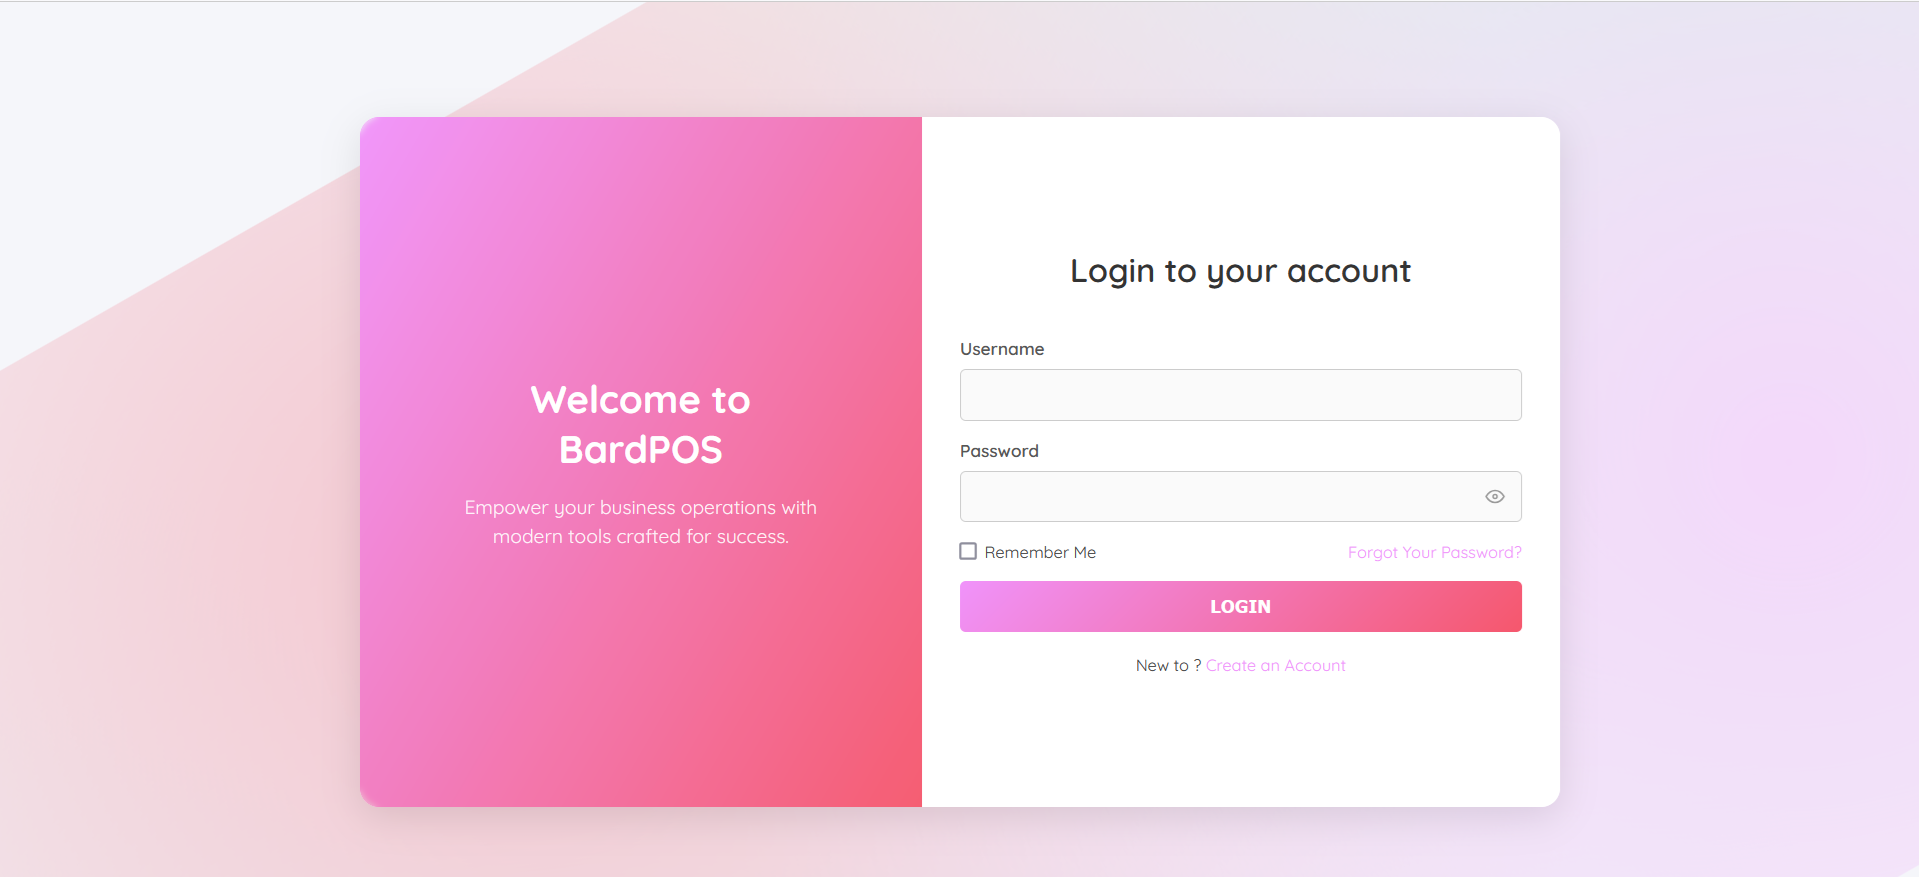 Welcome to
BardPOS
Empower your business operations with
modern tools crafted for success.
Login to your account
Username
Password
Remember Me
Forgot Your Password?
LOGIN
New to ? Create an Account